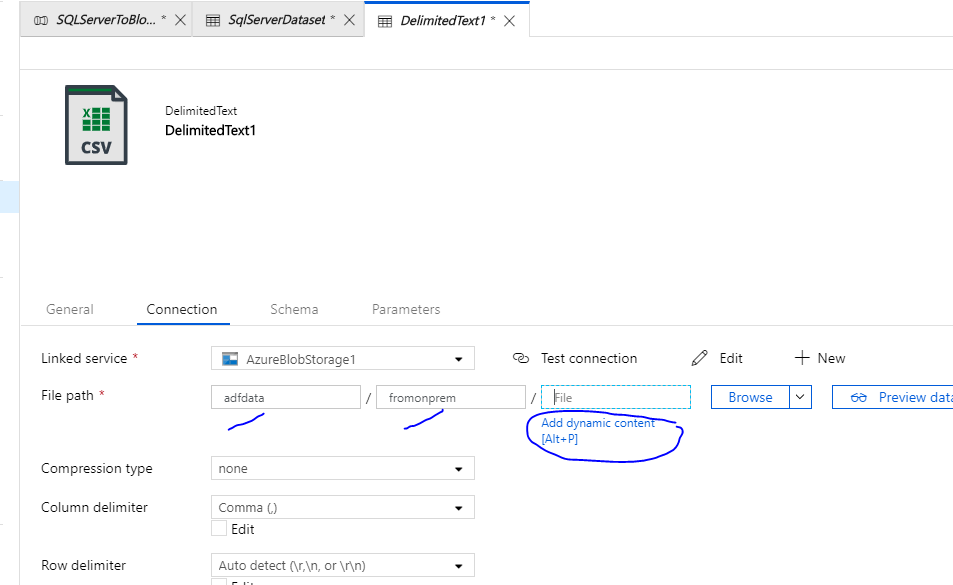 SQLServerToBlo... * SqlServerDataset * DelimitedText1 *
X
CSV
DelimitedText
DelimitedText1
General Connection Schema Parameters
Linked service * AzureBlobStorage1 Test connection Edit New
File path * adfdata / fromonprem / File Browse Preview data
Add dynamic content
[Alt+P]
Compression type none
Column delimiter Comma (,)
Edit
Row delimiter Auto detect (\r,\n, or \r\n)
Edit